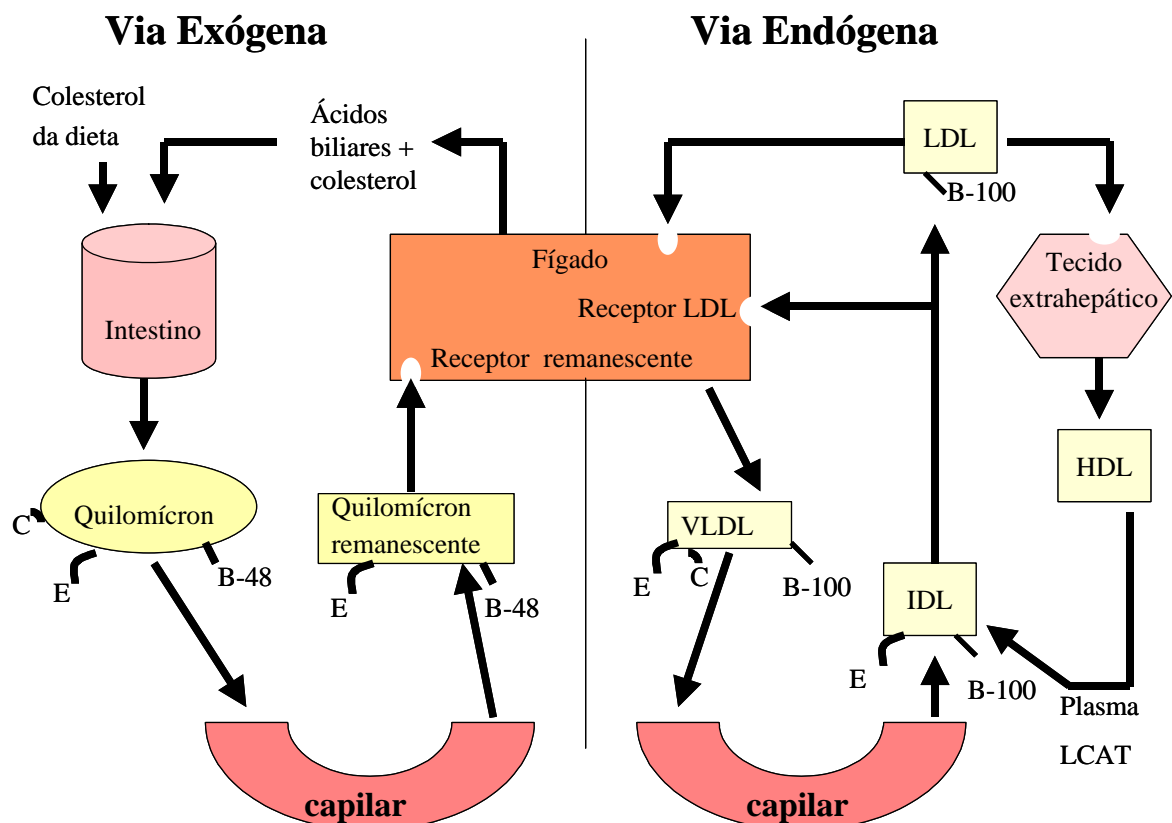 Via Exógena
Via Endógena
Colesterol
da dieta
Ácidos
biliares +
colesterol
Intestino
Quilomícron
C
E
B-48
Quilomícron
remanescente
E
B-48
capilar
Fígado
Receptor LDL
Receptor remanescente
LDL
B-100
Tecido
extrahepático
HDL
VLDL
E
C
B-100
IDL
E
B-100
Plasma
LCAT
capilar